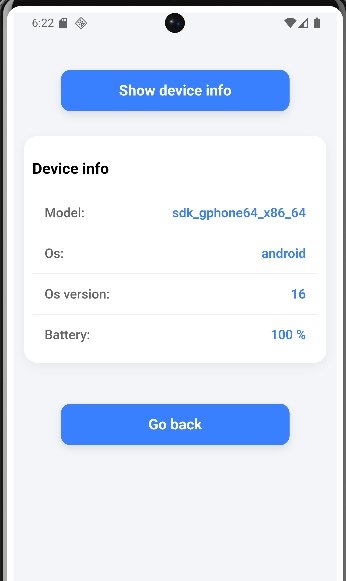 6:22
Show device info
Device info
Model: sdk_gphone64_x86_64
Os: android
Os version: 16
Battery: 100 %
Go back